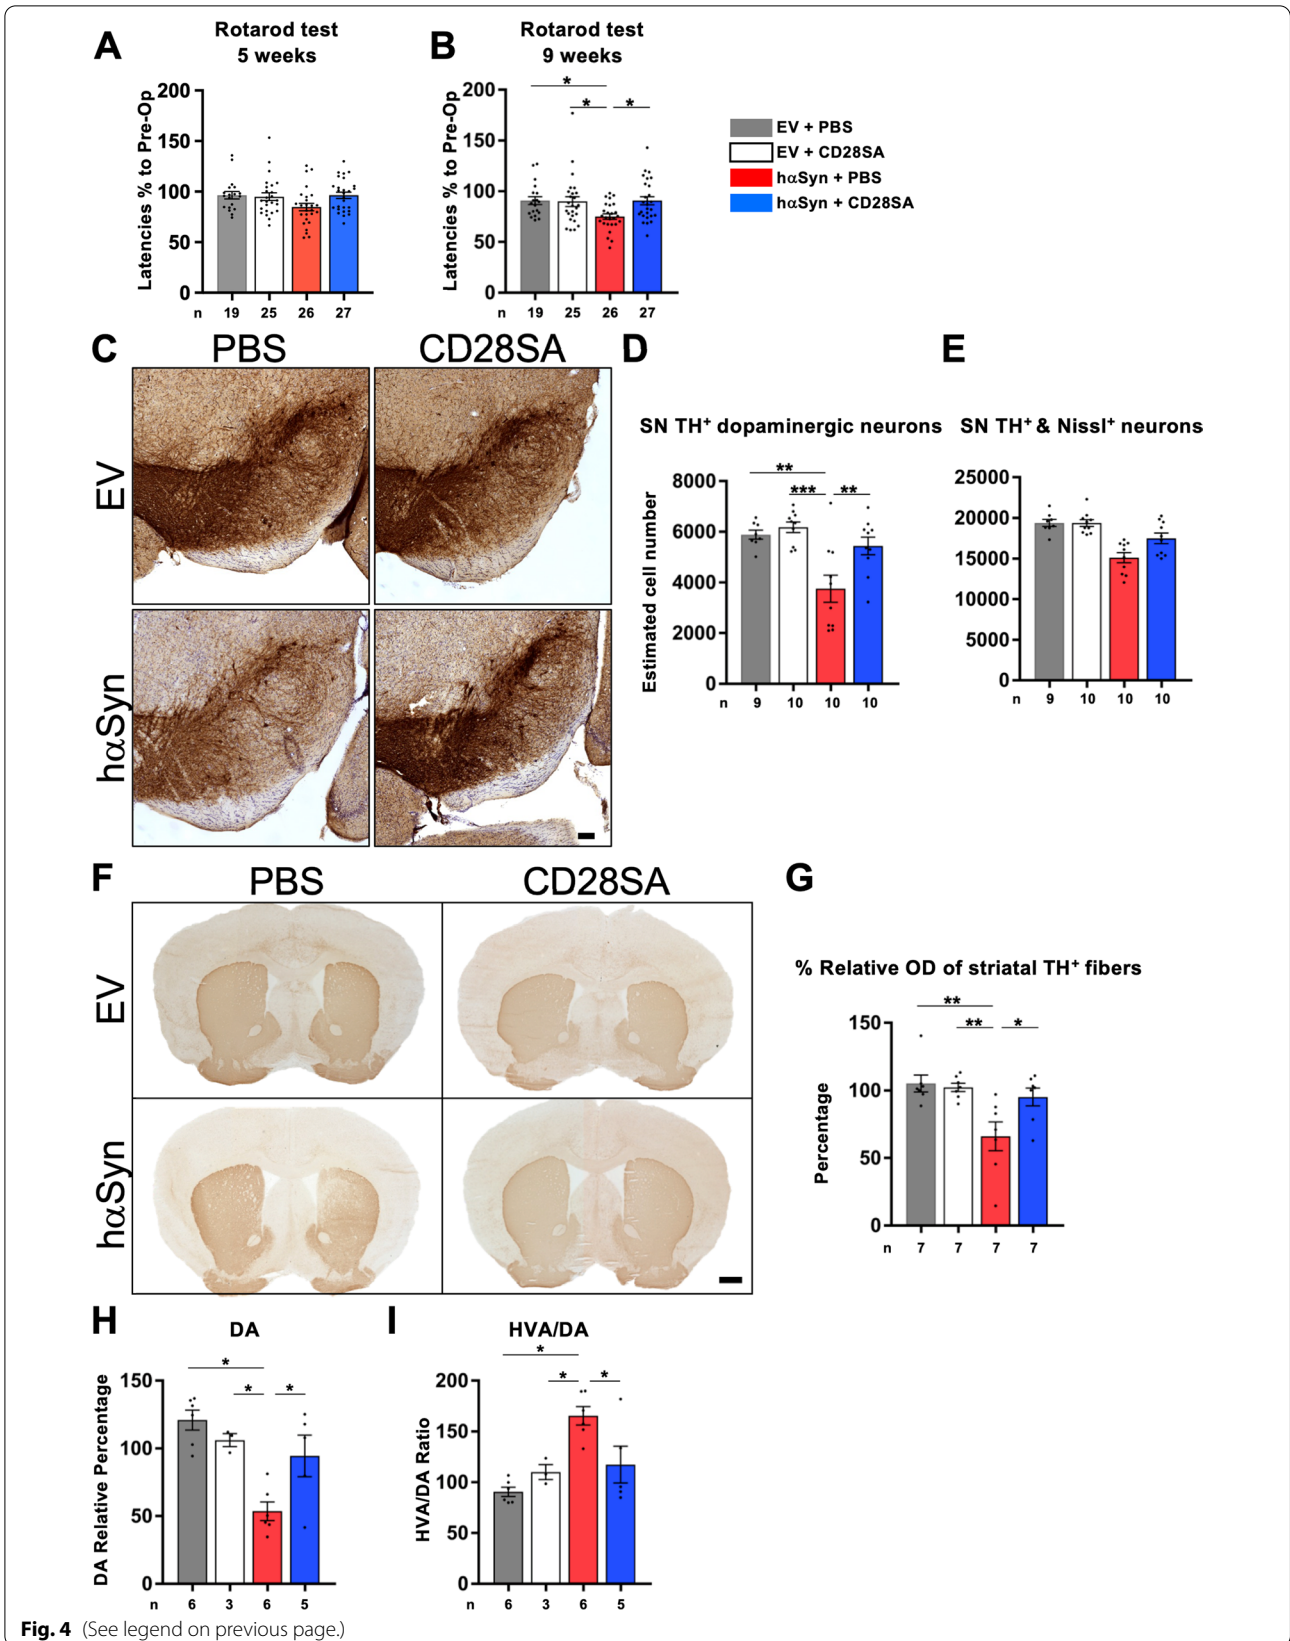 A
Rotarod test
5 weeks
Latencies % to Pre-Op
200
150
100
50
0
n 19 25 26 27
B
Rotarod test
9 weeks
Latencies % to Pre-Op
200
150
100
50
0
* * *
n 19 25 26 27
EV + PBS
EV + CD28SA
hαSyn + PBS
hαSyn + CD28SA
C
PBS CD28SA
EV
hαSyn
D
SN TH⁺ dopaminergic neurons
Estimated cell number
8000
6000
4000
2000
0
**
*** **
n 9 10 10 10
E
SN TH⁺ & Nissl⁺ neurons
25000
20000
15000
10000
5000
0
n 9 10 10 10
F
PBS CD28SA
EV
hαSyn
G
% Relative OD of striatal TH⁺ fibers
Percentage
150
100
50
0
**
** *
n 7 7 7 7
H
DA
DA Relative Percentage
150
100
50
0
*
* *
n 6 3 6 5
I
HVA/DA
HVA/DA Ratio
200
150
100
50
0
*
* *
n 6 3 6 5
Fig. 4 (See legend on previous page.)